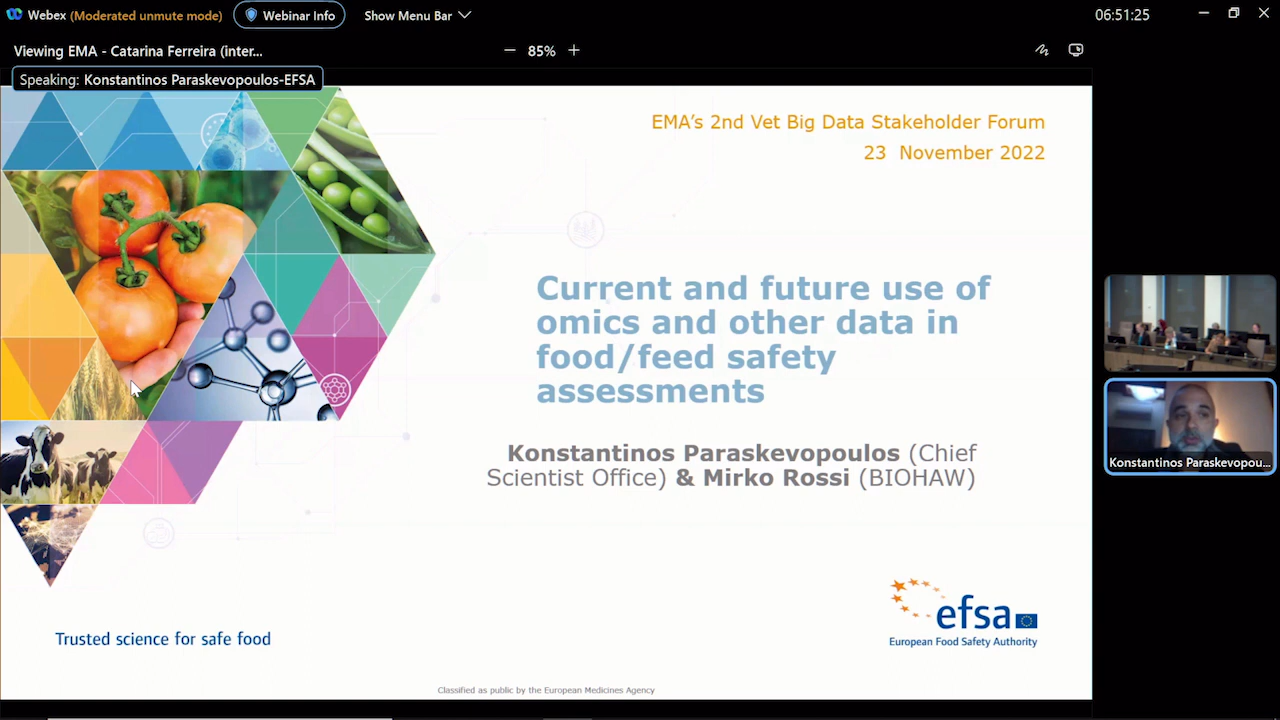 Webex (Moderated unmute mode) Webinar Info Show Menu Bar 06:51:25
Viewing EMA - Catarina Ferreira (inter... 85%
Speaking: Konstantinos Paraskevopoulos-EFSA
EMA's 2nd Vet Big Data Stakeholder Forum
23 November 2022
Current and future use of
omics and other data in
food/feed safety
assessments
Konstantinos Paraskevopoulos (Chief
Scientist Office) & Mirko Rossi (BIOHAW)
Konstantinos Paraskevopou...
efsa
European Food Safety Authority
Trusted science for safe food
Classified as public by the European Medicines Agency